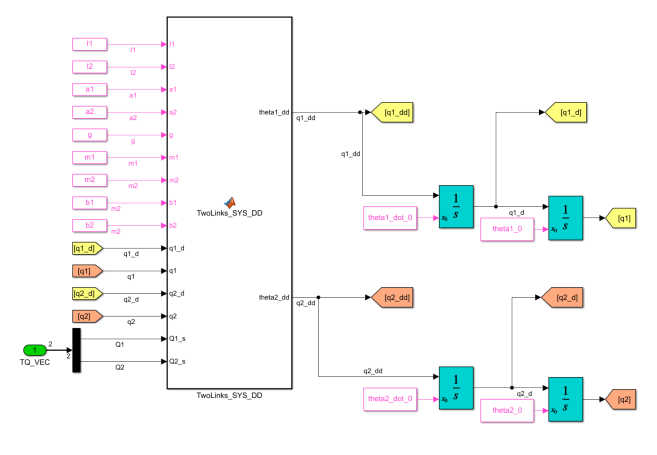 l1
l1
l1
l2
l2
l2
a1
a1
a1
a2
a2
a2
g
g
g
m1
m1
m1
m2
m2
m2
b1
m2
b1
b2
m2
b2
[q1_d]
q1_d
q1_d
[q1]
q1
q1
[q2_d]
q2_d
q2_d
[q2]
q2
q2
1
TQ_VEC
2
2
Q1
Q1_s
Q2
Q2_s
TwoLinks_SYS_DD
TwoLinks_SYS_DD
theta1_dd
q1_dd
[q1_dd]
q1_dd
theta1_dot_0
x₀
1
s
[q1_d]
q1_d
theta1_0
x₀
1
s
[q1]
theta2_dd
q2_dd
[q2_dd]
q2_dd
theta2_dot_0
x₀
1
s
[q2_d]
q2_d
theta2_0
x₀
1
s
[q2]